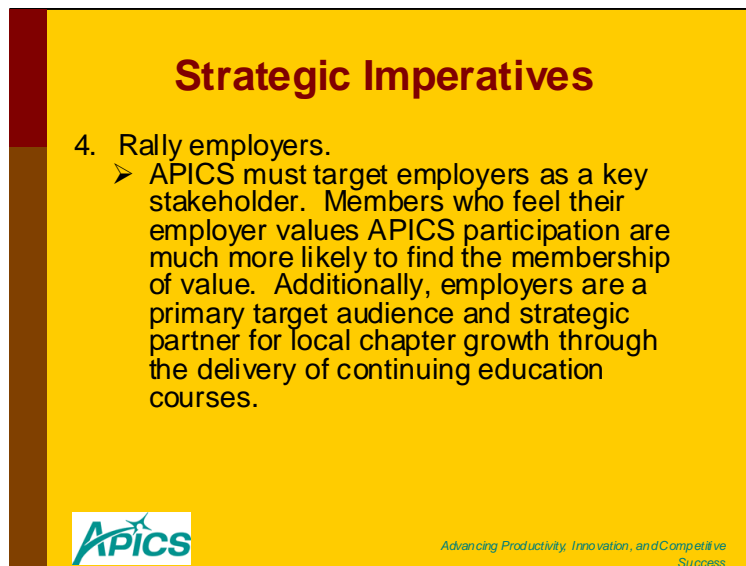 Strategic Imperatives
4. Rally employers.
➢ APICS must target employers as a key
stakeholder. Members who feel their
employer values APICS participation are
much more likely to find the membership
of value. Additionally, employers are a
primary target audience and strategic
partner for local chapter growth through
the delivery of continuing education
courses.
APICS
Advancing Productivity, Innovation, and Competitive
Success